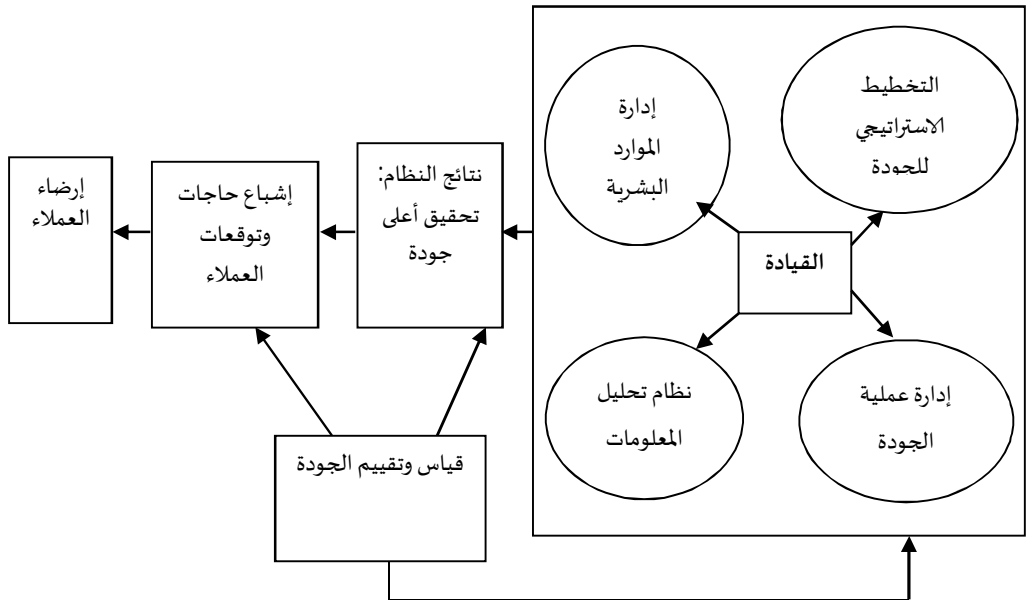 التخطيط
الاستراتيجي
للجودة
إدارة
الموارد
البشرية
القيادة
إدارة عملية
الجودة
نظام تحليل
المعلومات
نتائج النظام:
تحقيق أعلى
جودة
إشباع حاجات
وتوقعات
العملاء
إرضاء
العملاء
قياس وتقييم الجودة